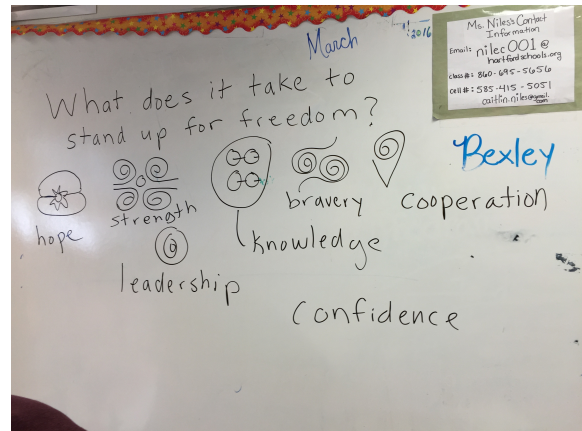 March
2016
Ms. Niles's Contact
Information
Email: nilec001@
hartfordschools.org
class#: 860-695-5656
cell#: 585-415-5051
caitlin.niles@gmail.
com
What does it take to
stand up for freedom?
Bexley
hope
strength
knowledge
bravery
cooperation
leadership
confidence